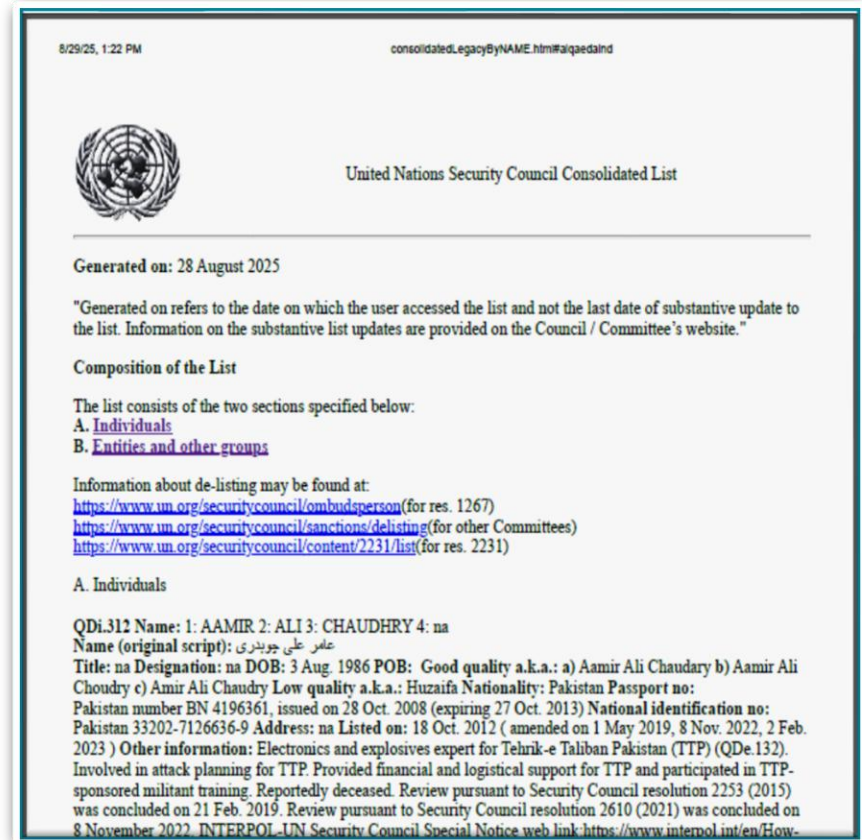 8/29/25, 1:22 PM consolidatedLegacyByNAME.html#alqaedaind
United Nations Security Council Consolidated List
Generated on: 28 August 2025
"Generated on refers to the date on which the user accessed the list and not the last date of substantive update to
the list. Information on the substantive list updates are provided on the Council / Committee's website."
Composition of the List
The list consists of the two sections specified below:
A. Individuals
B. Entities and other groups
Information about de-listing may be found at:
https://www.un.org/securitycouncil/ombudsperson(for res. 1267)
https://www.un.org/securitycouncil/sanctions/delisting(for other Committees)
https://www.un.org/securitycouncil/content/2231/list(for res. 2231)
A. Individuals
QDi.312 Name: 1: AAMIR 2: ALI 3: CHAUDHRY 4: na
Name (original script): عامر علی چوہدری
Title: na Designation: na DOB: 3 Aug. 1986 POB: Good quality a.k.a.: a) Aamir Ali Chaudary b) Aamir Ali
Choudry c) Amir Ali Chaudry Low quality a.k.a.: Huzaifa Nationality: Pakistan Passport no:
Pakistan number BN 4196361, issued on 28 Oct. 2008 (expiring 27 Oct. 2013) National identification no:
Pakistan 33202-7126636-9 Address: na Listed on: 18 Oct. 2012 ( amended on 1 May 2019, 8 Nov. 2022, 2 Feb.
2023 ) Other information: Electronics and explosives expert for Tehrik-e Taliban Pakistan (TTP) (QDe.132).
Involved in attack planning for TTP. Provided financial and logistical support for TTP and participated in TTP-
sponsored militant training. Reportedly deceased. Review pursuant to Security Council resolution 2253 (2015)
was concluded on 21 Feb. 2019. Review pursuant to Security Council resolution 2610 (2021) was concluded on
8 November 2022. INTERPOL-UN Security Council Special Notice web link:https://www.interpol.int/en/How-